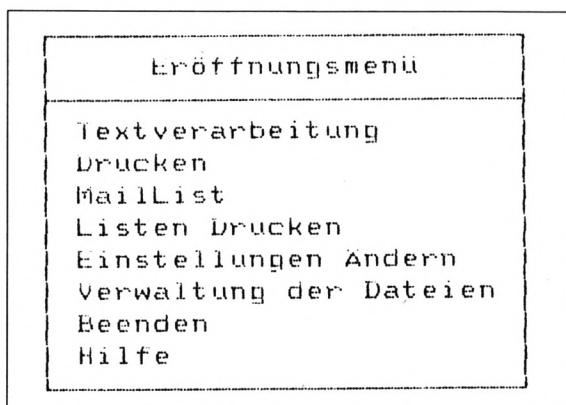 Eröffnungsmenü
Textverarbeitung
Drucken
MailList
Listen Drucken
Einstellungen Ändern
Verwaltung der Dateien
Beenden
Hilfe